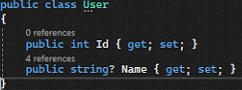 public class User
{
0 references
public int Id { get; set; }
4 references
public string? Name { get; set; }